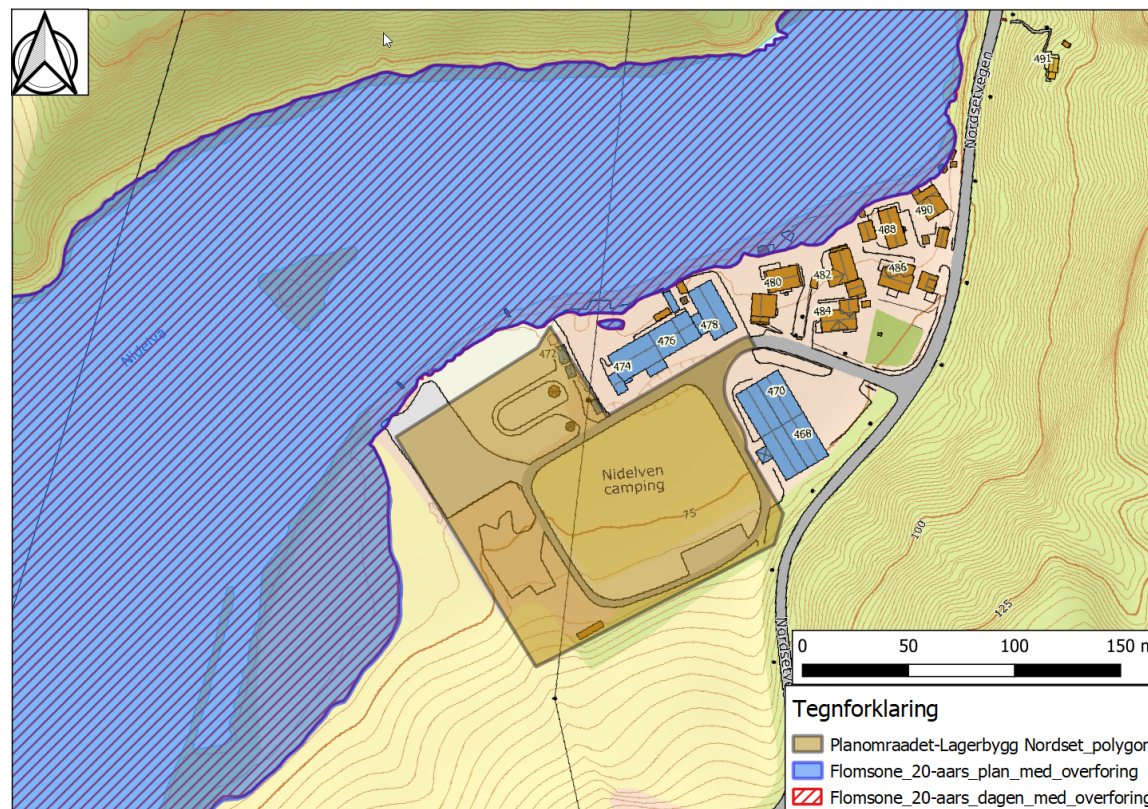 491
Nordsetvegen
490
488
486
482
480
484
478
476
474
472
470
468
Nidelva
Nidelven
camping
75
100
125
Nordsetve
0 50 100 150 m
Tegnforklaring
Planomraadet-Lagerbygg Nordset_polygon
Flomsone_20-aars_plan_med_overforing
Flomsone_20-aars_dagen_med_overforing